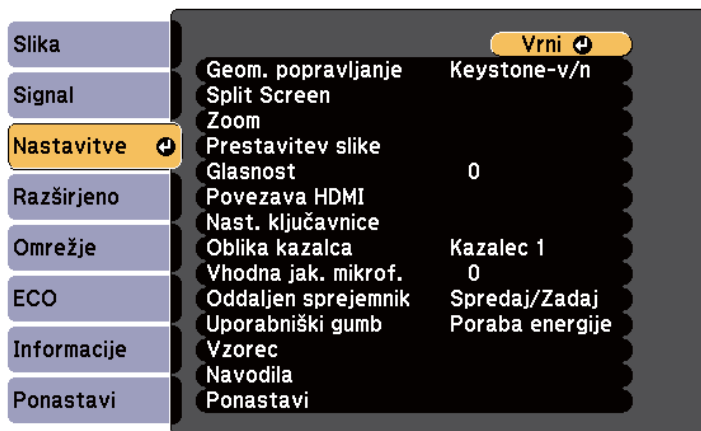 Slika
Signal
Nastavitve
Razširjeno
Omrežje
ECO
Informacije
Ponastavi
Vrni
Geom. popravljanje Keystone-v/n
Split Screen
Zoom
Prestavitev slike
Glasnost 0
Povezava HDMI
Nast. ključavnice
Oblika kazalca Kazalec 1
Vhodna jak. mikrof. 0
Oddaljen sprejemnik Spredaj/Zadaj
Uporabniški gumb Poraba energije
Vzorec
Navodila
Ponastavi